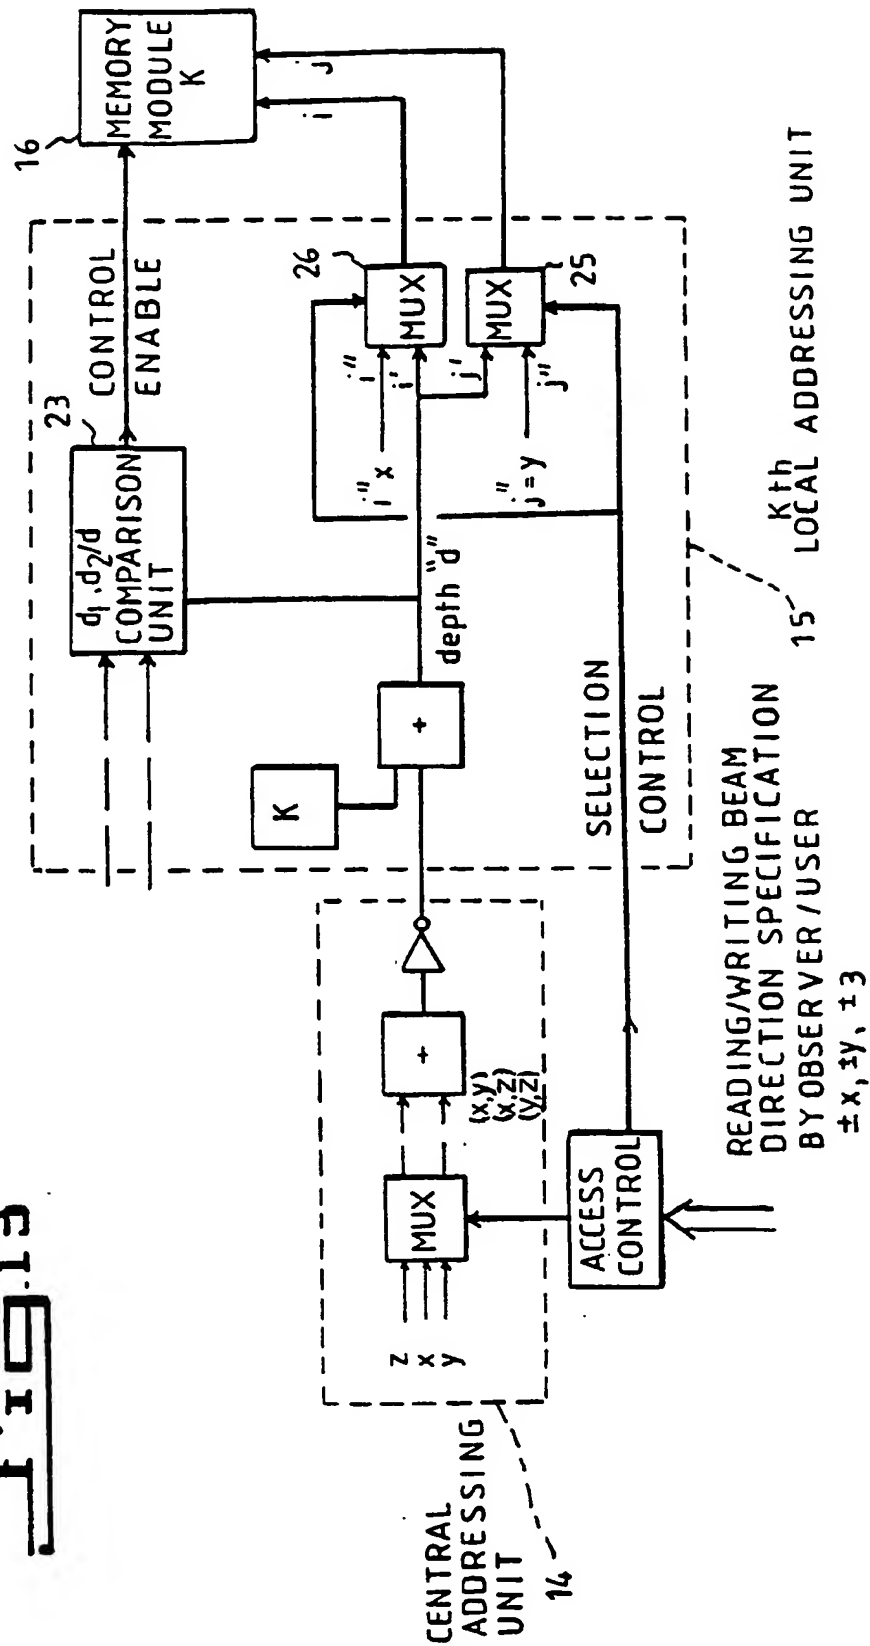 Fig.13
16
MEMORY
MODULE
K
i
j
CONTROL
ENABLE
23
d1,d2/d
COMPARISON
UNIT
26
MUX
i"
i'
i" x
MUX
25
j'
j"
j"=y
depth "d"
+
K
SELECTION
CONTROL
Kth
15 LOCAL ADDRESSING UNIT
+
(x,y)
(x,z)
(y,z)
MUX
z
x
y
ACCESS
CONTROL
READING/WRITING BEAM
DIRECTION SPECIFICATION
BY OBSERVER/USER
±x, ±y, ±3
CENTRAL
ADDRESSING
UNIT
14